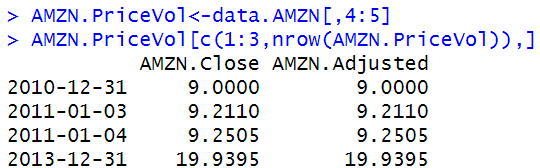 > AMZN.PriceVol<-data.AMZN[,4:5]
> AMZN.PriceVol[c(1:3,nrow(AMZN.PriceVol)),]
AMZN.Close AMZN.Adjusted
2010-12-31 9.0000 9.0000
2011-01-03 9.2110 9.2110
2011-01-04 9.2505 9.2505
2013-12-31 19.9395 19.9395